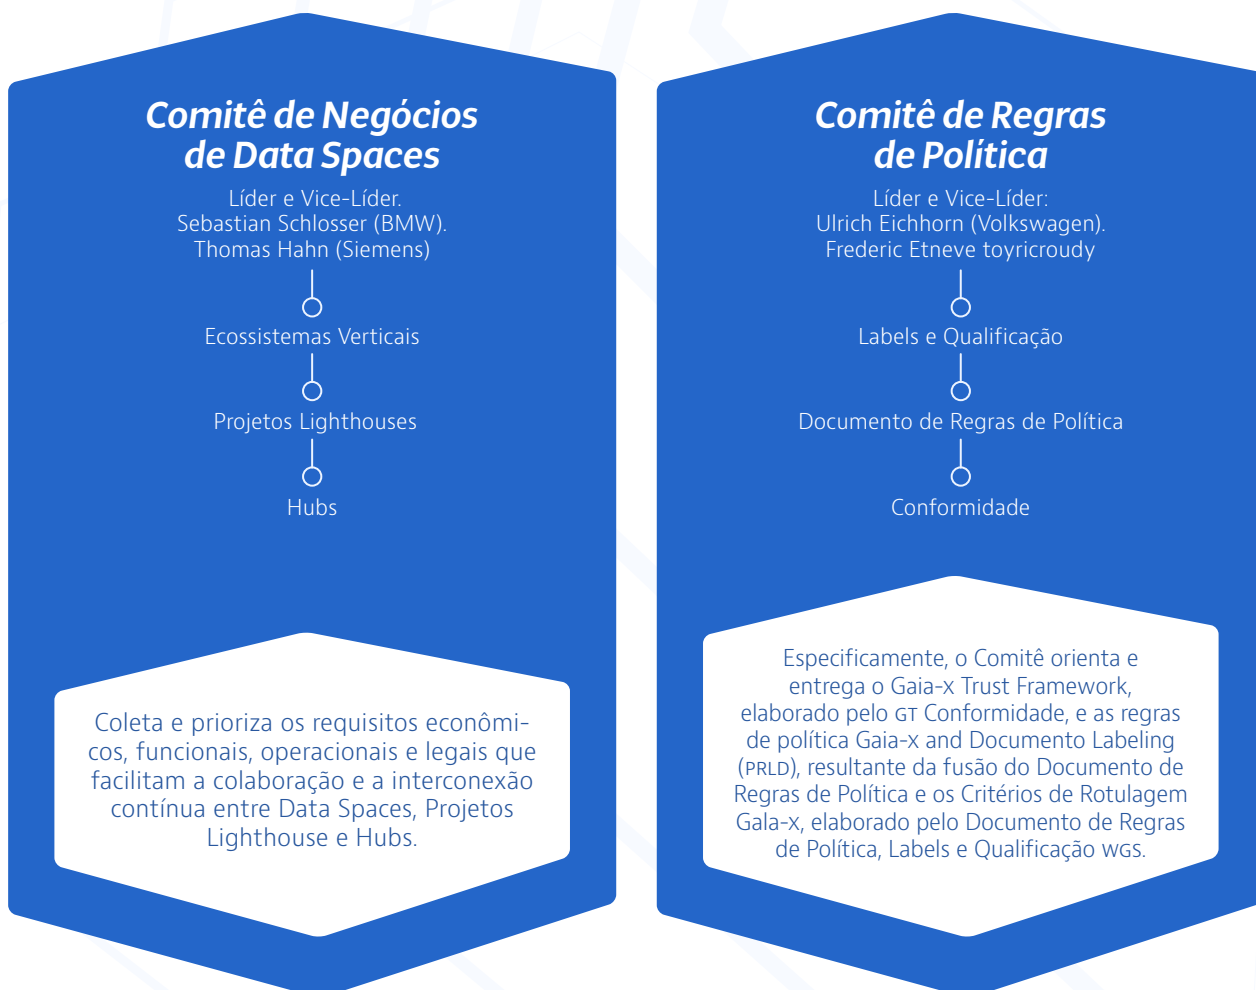 Comitê de Negócios
de Data Spaces
Líder e Vice-Líder.
Sebastian Schlosser (BMW).
Thomas Hahn (Siemens)
Ecossistemas Verticais
Projetos Lighthouses
Hubs
Coleta e prioriza os requisitos econômi-
cos, funcionais, operacionais e legais que
facilitam a colaboração e a interconexão
contínua entre Data Spaces, Projetos
Lighthouse e Hubs.
Comitê de Regras
de Política
Líder e Vice-Líder:
Ulrich Eichhorn (Volkswagen).
Frederic Etneve toyricroudy
Labels e Qualificação
Documento de Regras de Política
Conformidade
Especificamente, o Comitê orienta e
entrega o Gaia-x Trust Framework,
elaborado pelo GT Conformidade, e as regras
de política Gaia-x and Documento Labeling
(PRLD), resultante da fusão do Documento de
Regras de Política e os Critérios de Rotulagem
Gala-x, elaborado pelo Documento de Regras
de Política, Labels e Qualificação WGS.